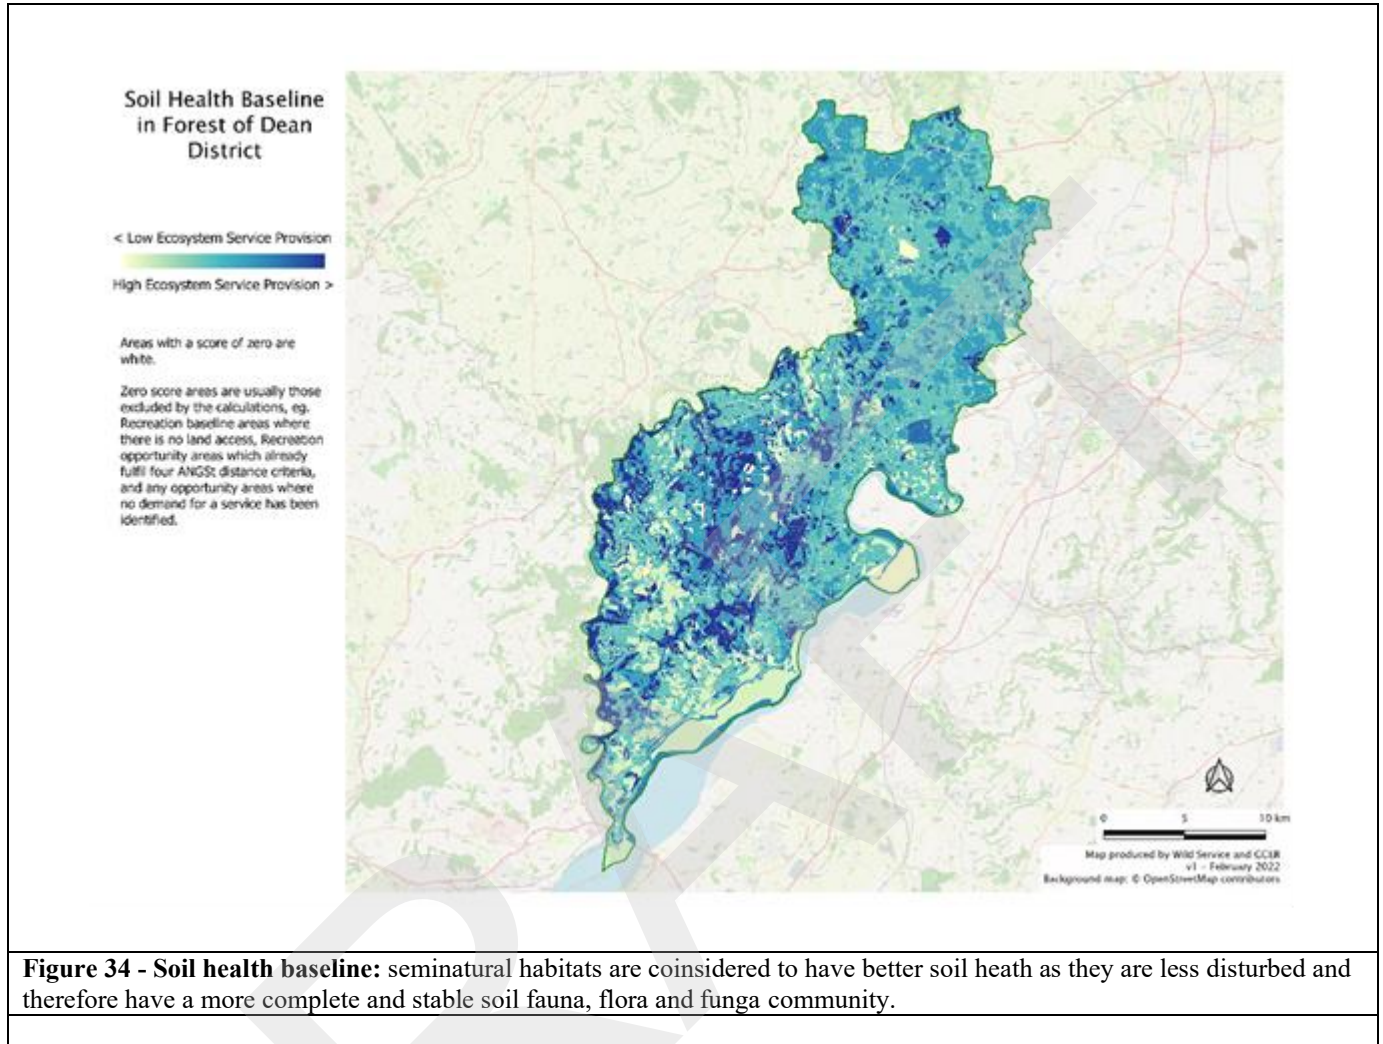 Soil Health Baseline
in Forest of Dean
District
< Low Ecosystem Service Provision
High Ecosystem Service Provision >
Areas with a score of zero are
white.
Zero score areas are usually those
excluded by the calculations, eg.
Recreation baseline areas where
there is no land access, Recreation
opportunity areas which already
fulfil four ANGSt distance criteria,
and any opportunity areas where
no demand for a service has been
identified.
0 5 10 km
Map produced by Wild Service and GCER
v1 - February 2022
Background map: © OpenStreetMap contributors
Figure 34 - Soil health baseline: seminatural habitats are coinsidered to have better soil heath as they are less disturbed and
therefore have a more complete and stable soil fauna, flora and funga community.